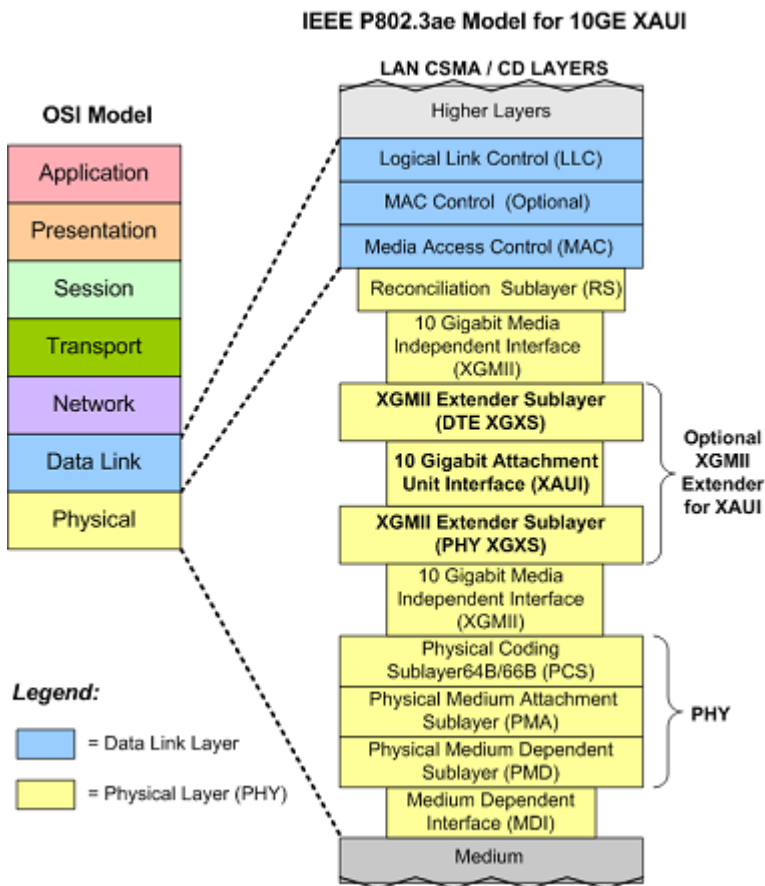 IEEE P802.3ae Model for 10GE XAUI
LAN CSMA / CD LAYERS
OSI Model
Application
Presentation
Session
Transport
Network
Data Link
Physical
Higher Layers
Logical Link Control (LLC)
MAC Control (Optional)
Media Access Control (MAC)
Reconciliation Sublayer (RS)
10 Gigabit Media
Independent Interface
(XGMII)
XGMII Extender Sublayer
(DTE XGXS)
10 Gigabit Attachment
Unit Interface (XAUI)
XGMII Extender Sublayer
(PHY XGXS)
10 Gigabit Media
Independent Interface
(XGMII)
Physical Coding
Sublayer64B/66B (PCS)
Physical Medium Attachment
Sublayer (PMA)
Physical Medium Dependent
Sublayer (PMD)
Medium Dependent
Interface (MDI)
Medium
Optional
XGMII
Extender
for XAUI
PHY
Legend:
= Data Link Layer
= Physical Layer (PHY)